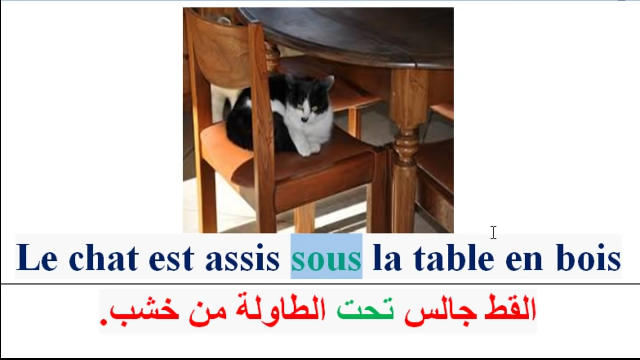 Le chat est assis sous la table en bois
القط جالس تحت الطاولة من خشب.